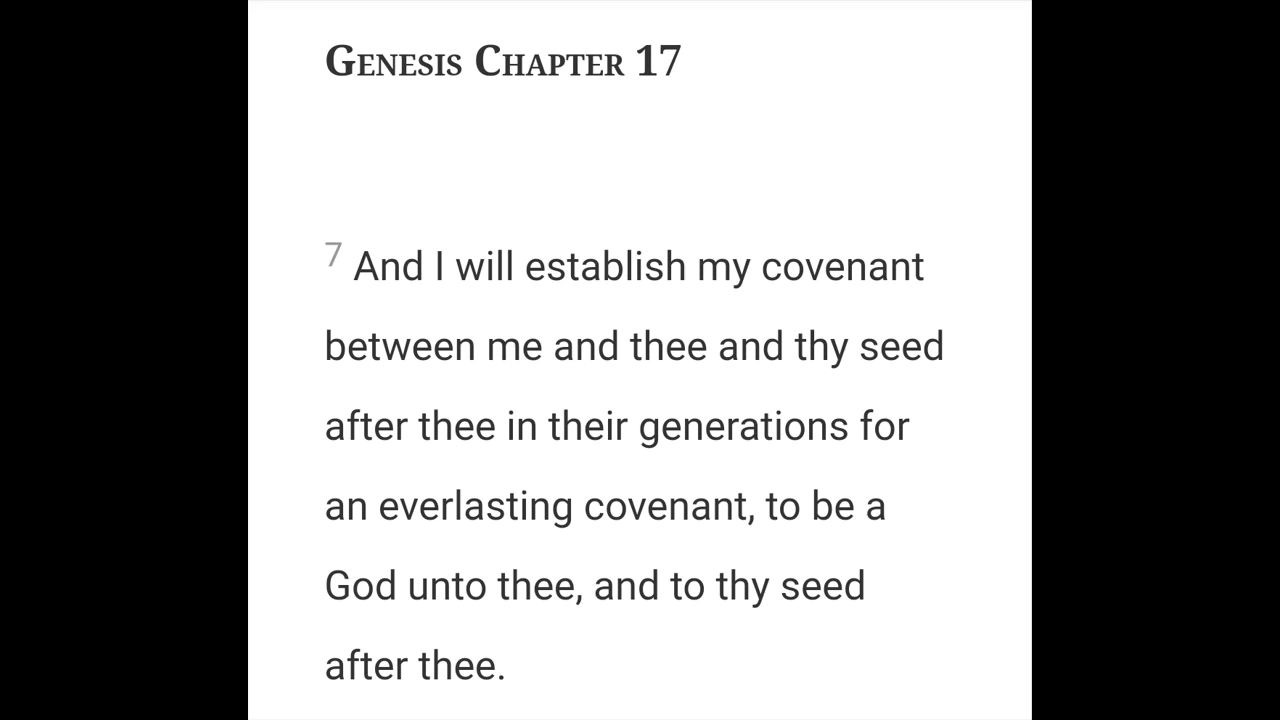 Genesis Chapter 17
7 And I will establish my covenant
between me and thee and thy seed
after thee in their generations for
an everlasting covenant, to be a
God unto thee, and to thy seed
after thee.